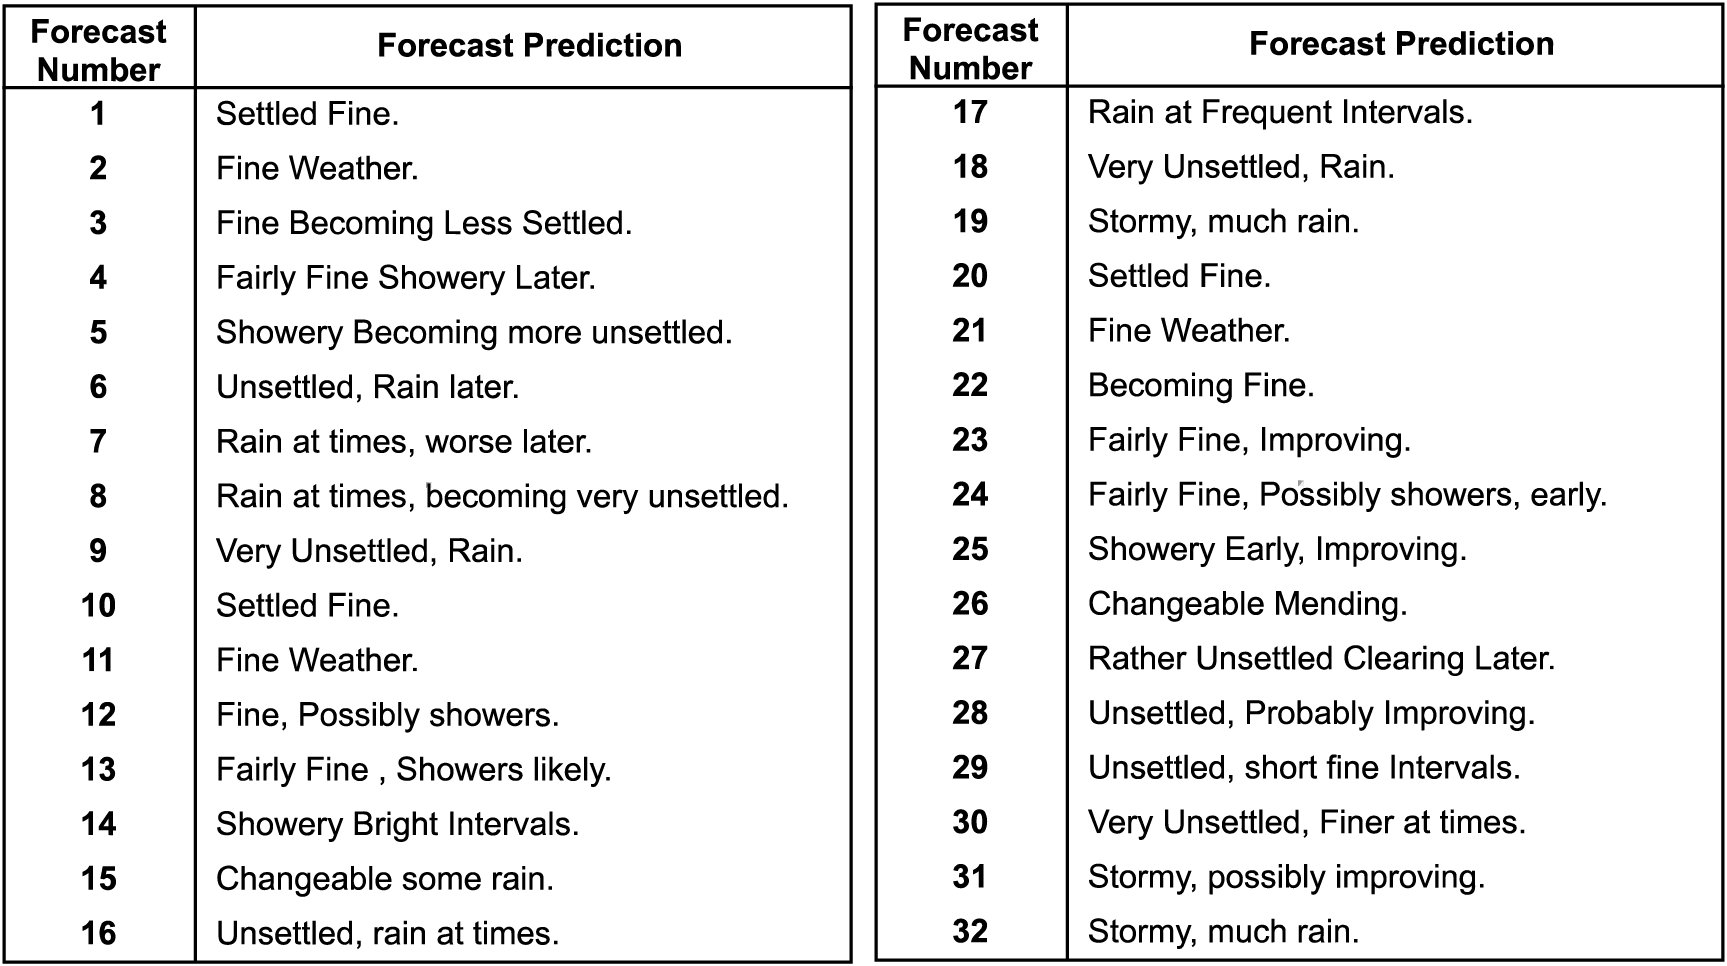 Forecast Number Forecast Prediction
1 Settled Fine.
2 Fine Weather.
3 Fine Becoming Less Settled.
4 Fairly Fine Showery Later.
5 Showery Becoming more unsettled.
6 Unsettled, Rain later.
7 Rain at times, worse later.
8 Rain at times, becoming very unsettled.
9 Very Unsettled, Rain.
10 Settled Fine.
11 Fine Weather.
12 Fine, Possibly showers.
13 Fairly Fine , Showers likely.
14 Showery Bright Intervals.
15 Changeable some rain.
16 Unsettled, rain at times.
Forecast Number Forecast Prediction
17 Rain at Frequent Intervals.
18 Very Unsettled, Rain.
19 Stormy, much rain.
20 Settled Fine.
21 Fine Weather.
22 Becoming Fine.
23 Fairly Fine, Improving.
24 Fairly Fine, Possibly showers, early.
25 Showery Early, Improving.
26 Changeable Mending.
27 Rather Unsettled Clearing Later.
28 Unsettled, Probably Improving.
29 Unsettled, short fine Intervals.
30 Very Unsettled, Finer at times.
31 Stormy, possibly improving.
32 Stormy, much rain.